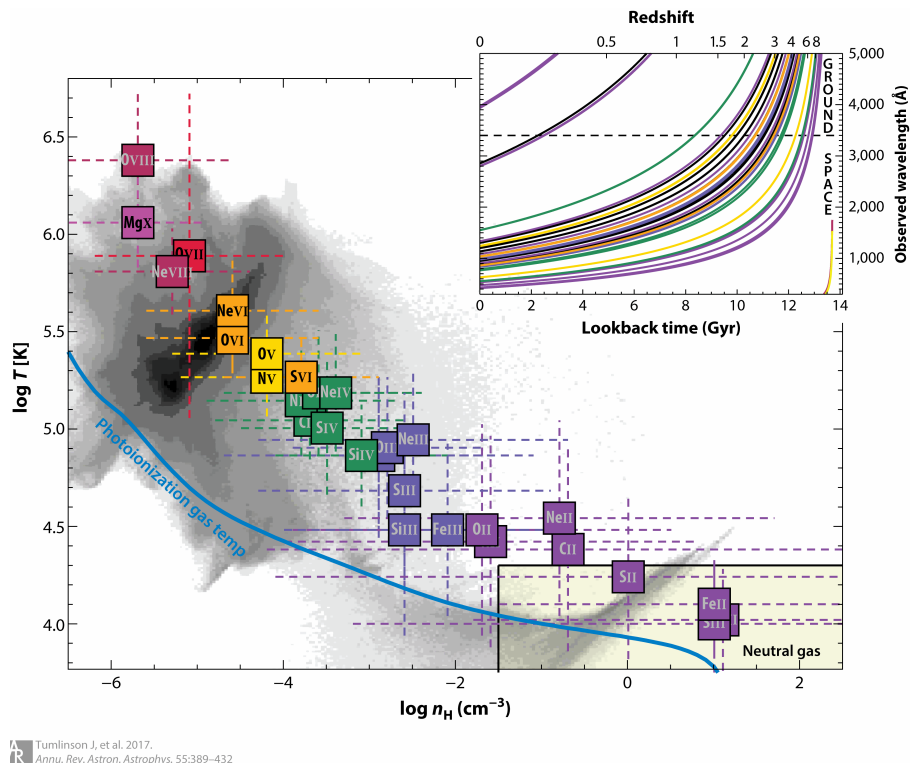 Redshift
0 0.5 1 1.5 2 3 4 6 8
5,000
4,000
3,000
2,000
1,000
Observed wavelength (Å)
GROUND
SPACE
0 2 4 6 8 10 12 14
Lookback time (Gyr)
6.5
6.0
5.5
5.0
4.5
4.0
log T [K]
OVIII
MgX
OVII
NeVIII
NeVI
OVI
OV
NV
SVI
NeIV
SIV
SiIV
NeIII
SIII
SiIII
FeIII
OII
NeII
CII
SII
FeII
Photoionization gas temp
Neutral gas
−6 −4 −2 0 2
log nH (cm−3)
AR
Tumlinson J, et al. 2017.
Annu. Rev. Astron. Astrophys. 55:389–432